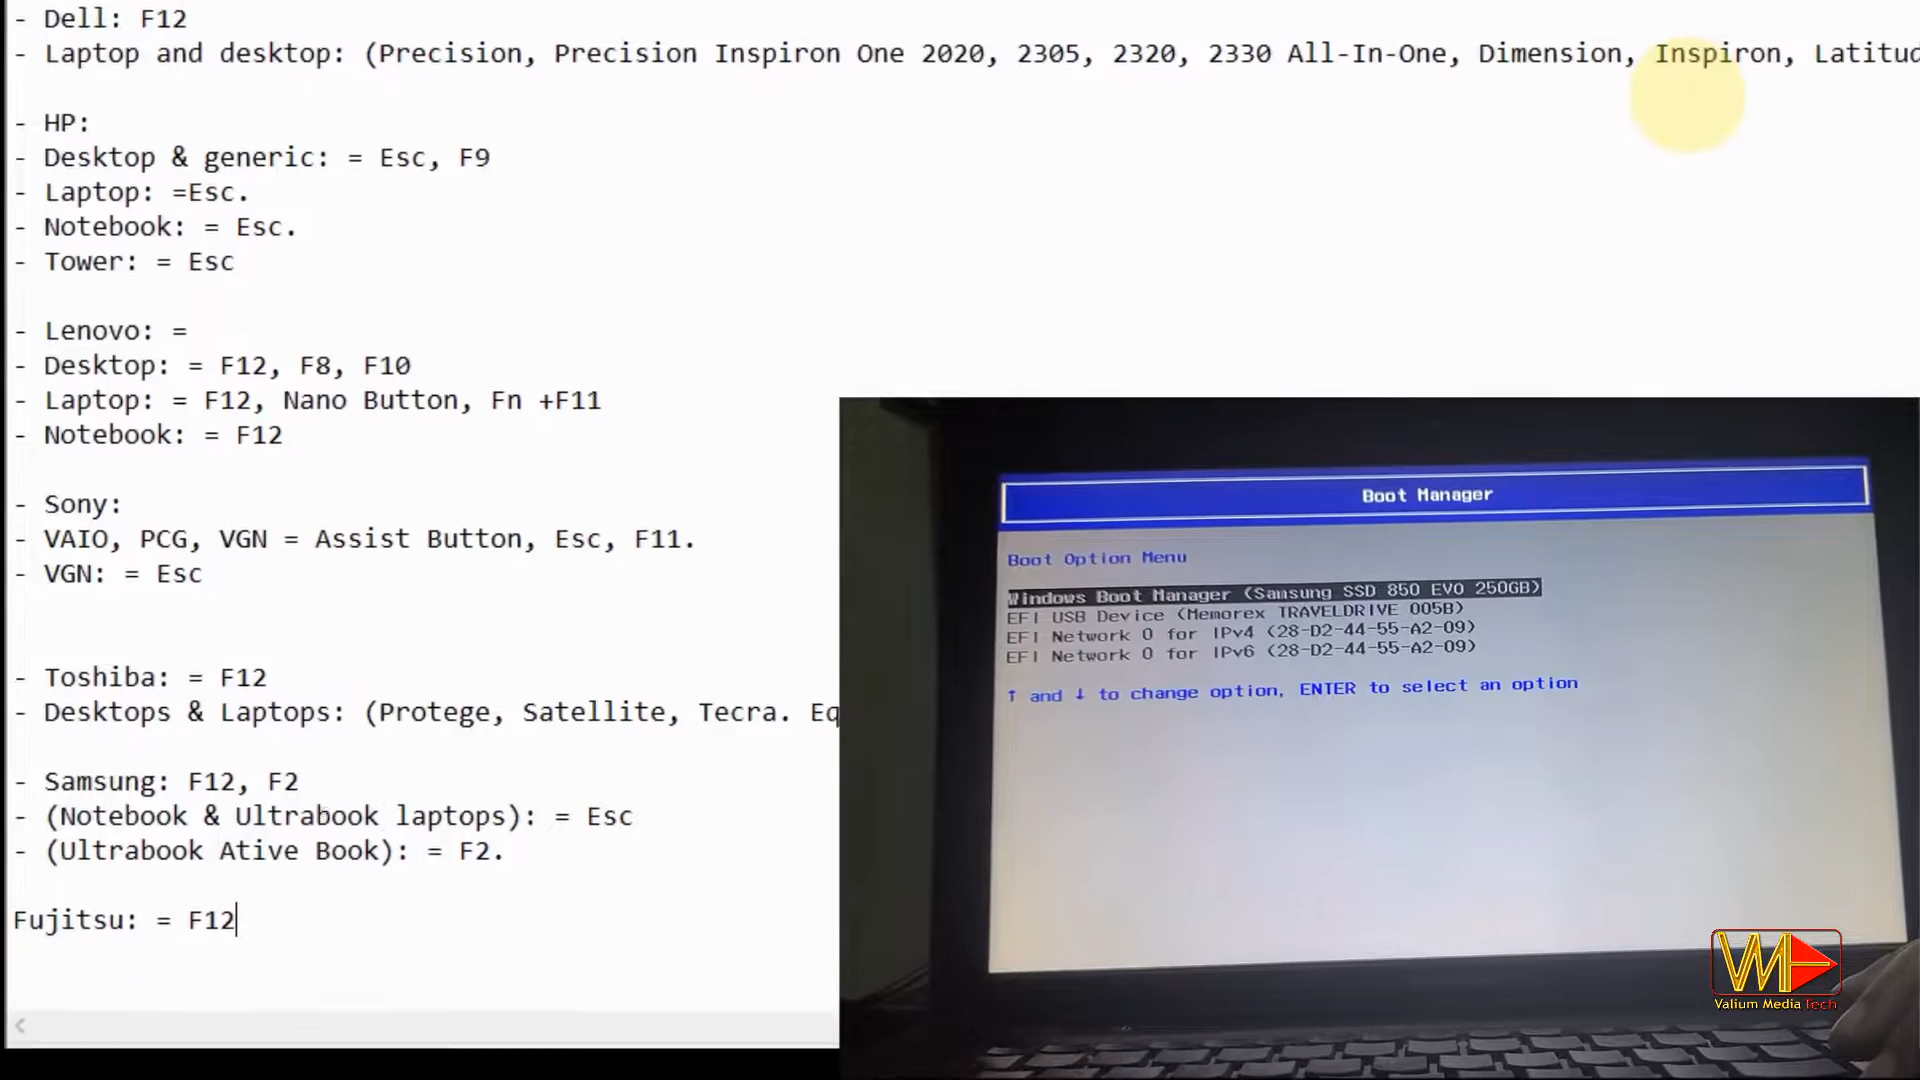 - Dell: F12
- Laptop and desktop: (Precision, Precision Inspiron One 2020, 2305, 2320, 2330 All-In-One, Dimension, Inspiron, Latitud
- HP:
- Desktop & generic: = Esc, F9
- Laptop: =Esc.
- Notebook: = Esc.
- Tower: = Esc
- Lenovo: =
- Desktop: = F12, F8, F10
- Laptop: = F12, Nano Button, Fn +F11
- Notebook: = F12
- Sony:
- VAIO, PCG, VGN = Assist Button, Esc, F11.
- VGN: = Esc
- Toshiba: = F12
- Desktops & Laptops: (Protege, Satellite, Tecra. Eq
- Samsung: F12, F2
- (Notebook & Ultrabook laptops): = Esc
- (Ultrabook Ative Book): = F2.
Fujitsu: = F12
Boot Manager
Boot Option Menu
Windows Boot Manager (Samsung SSD 850 EVO 250GB)
EFI USB Device (Memorex TRAVELDRIVE 005B)
EFI Network 0 for IPv4 (28-D2-44-55-A2-09)
EFI Network 0 for IPv6 (28-D2-44-55-A2-09)
↑ and ↓ to change option, ENTER to select an option
VM
Valium Media Tech